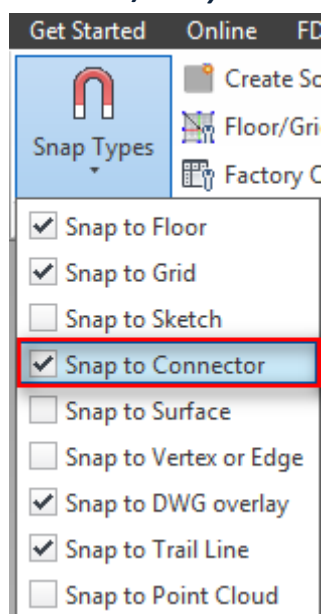 Get Started Online FD
Create So
Snap Types
Floor/Gri
Factory C
Snap to Floor
Snap to Grid
Snap to Sketch
Snap to Connector
Snap to Surface
Snap to Vertex or Edge
Snap to DWG overlay
Snap to Trail Line
Snap to Point Cloud